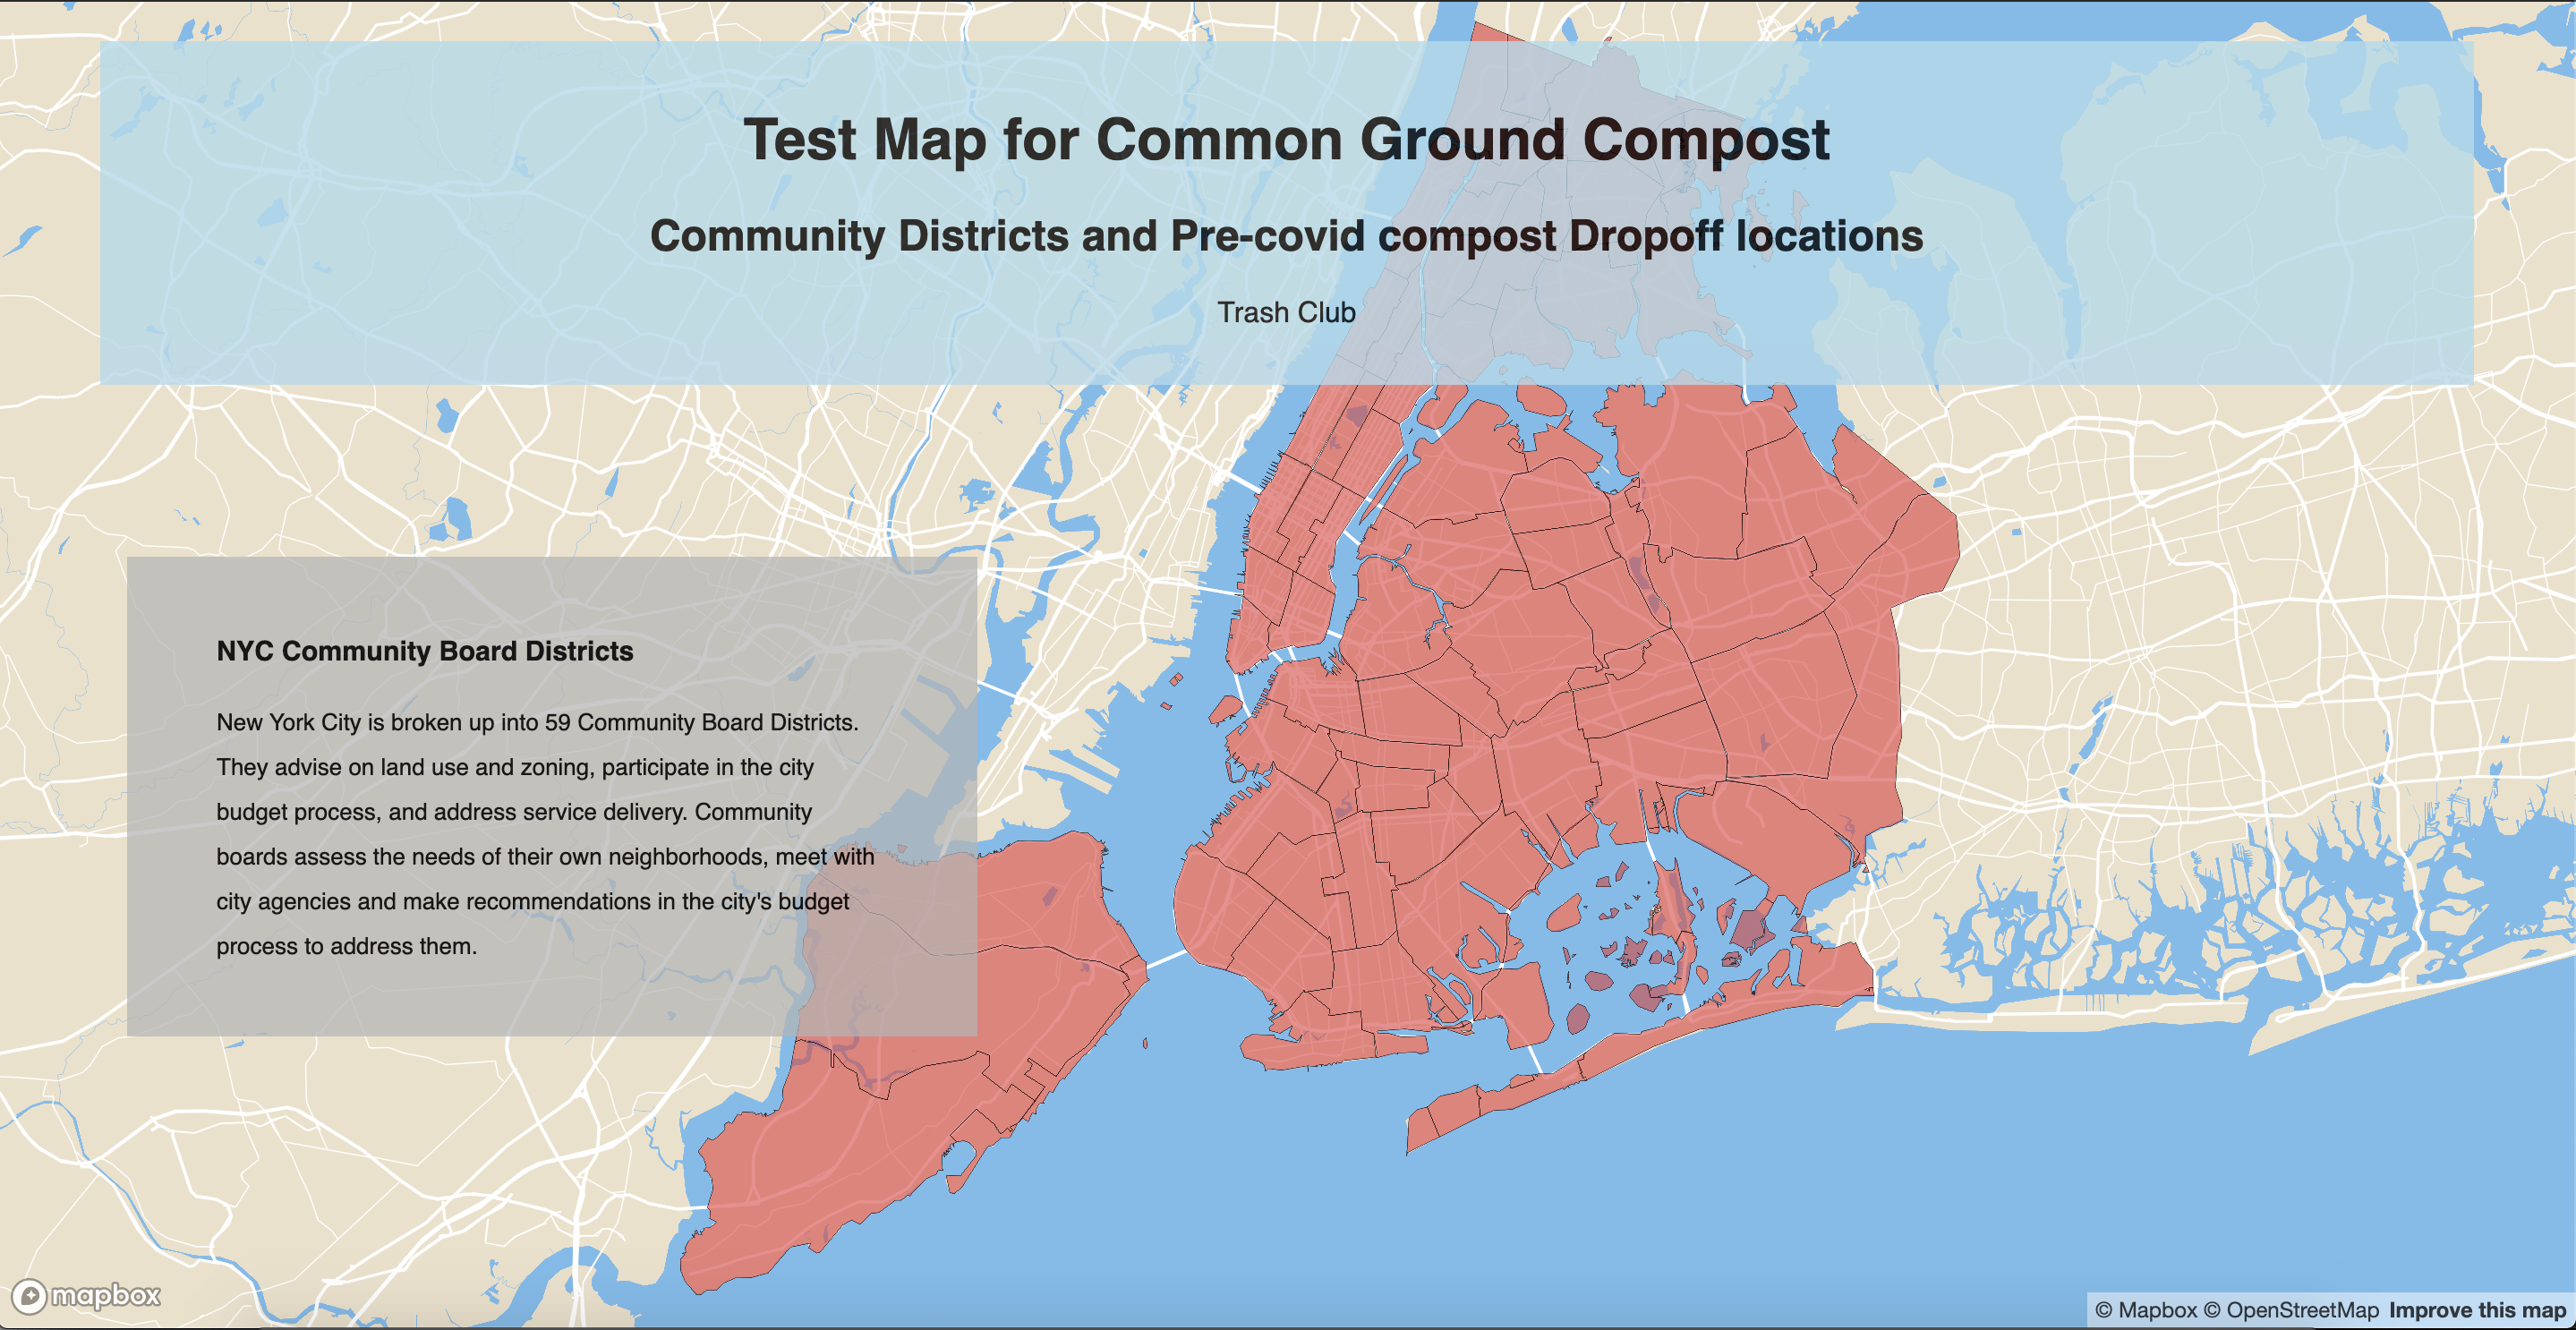 Test Map for Common Ground Compost
Community Districts and Pre-covid compost Dropoff locations
Trash Club
NYC Community Board Districts
New York City is broken up into 59 Community Board Districts.
They advise on land use and zoning, participate in the city
budget process, and address service delivery. Community
boards assess the needs of their own neighborhoods, meet with
city agencies and make recommendations in the city's budget
process to address them.
mapbox
© Mapbox © OpenStreetMap Improve this map